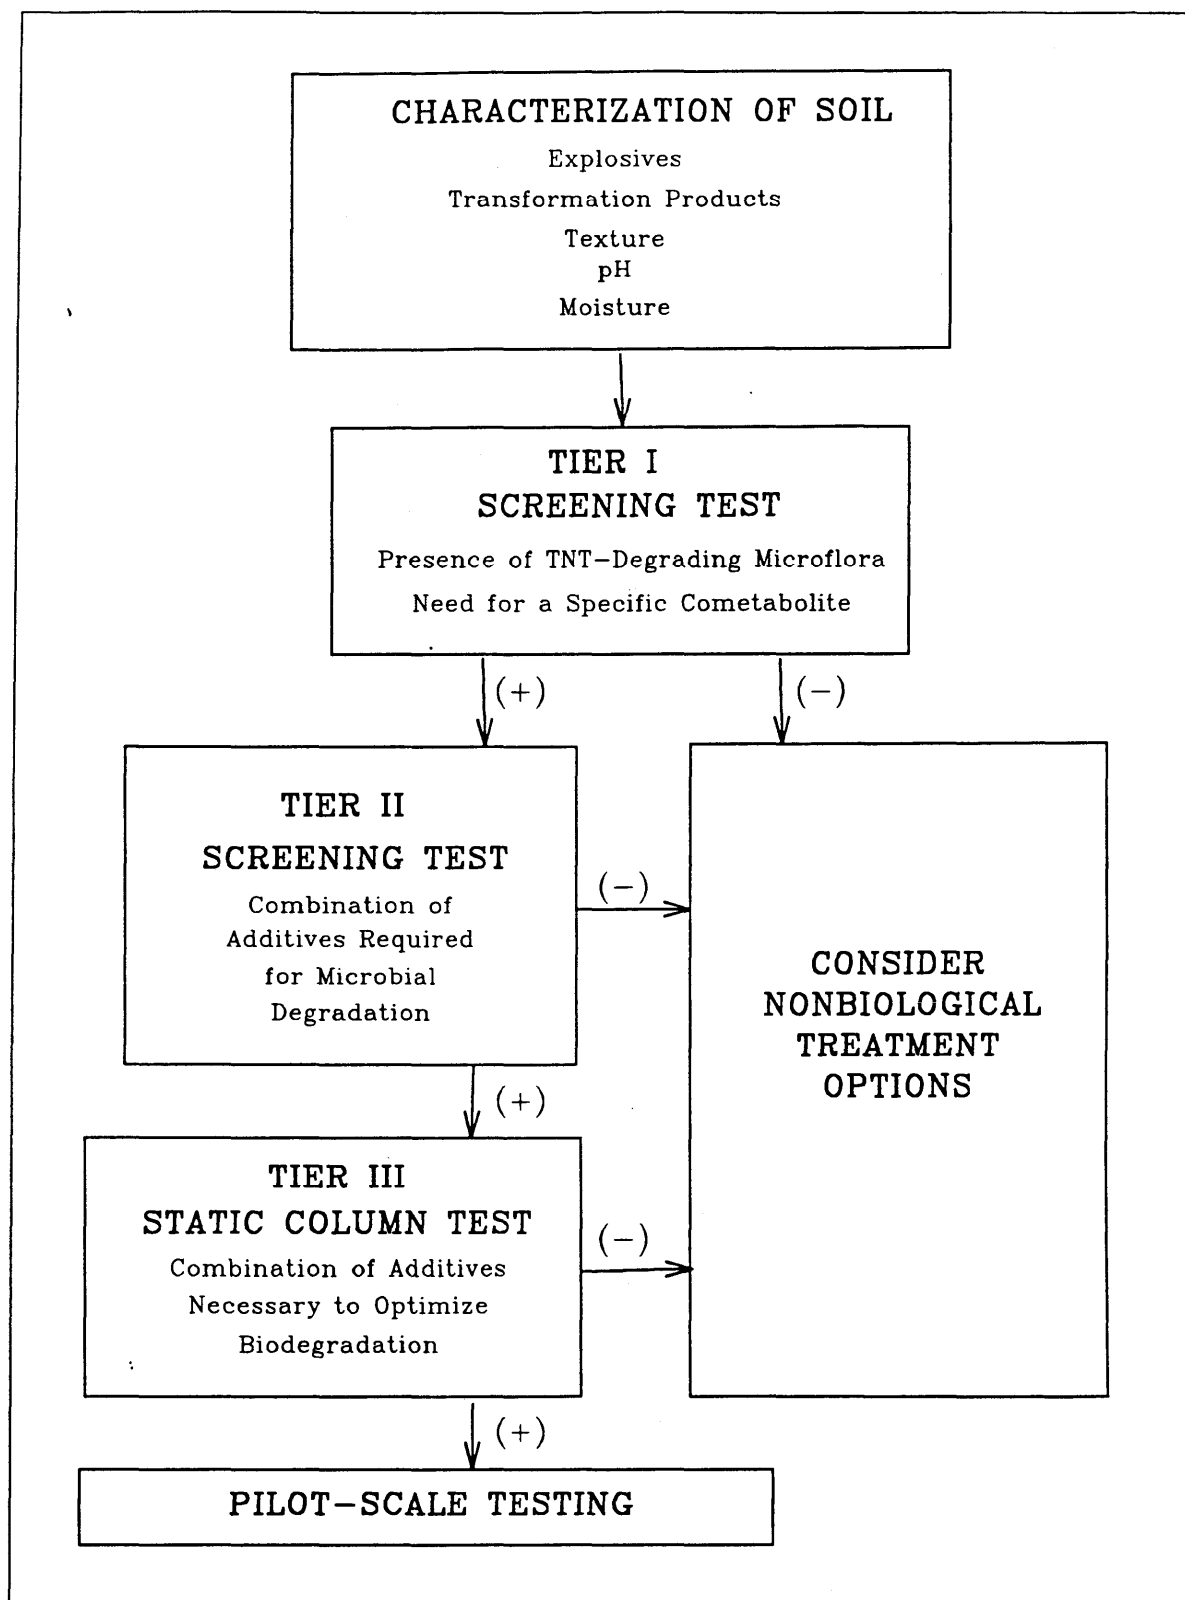 CHARACTERIZATION OF SOIL
Explosives
Transformation Products
Texture
pH
Moisture
TIER I
SCREENING TEST
Presence of TNT-Degrading Microflora
Need for a Specific Cometabolite
(+)
(-)
TIER II
SCREENING TEST
Combination of
Additives Required
for Microbial
Degradation
(-)
CONSIDER
NONBIOLOGICAL
TREATMENT
OPTIONS
(+)
TIER III
STATIC COLUMN TEST
Combination of Additives
Necessary to Optimize
Biodegradation
(-)
(+)
PILOT-SCALE TESTING